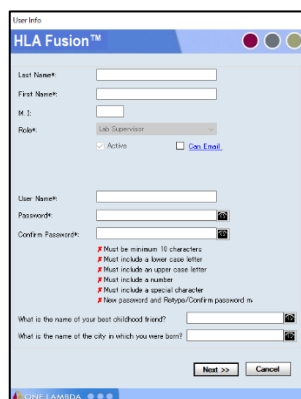 User Info
HLA Fusion™
Last Name*:
First Name*:
M. I:
Role*: Lab Supervisor
Active Can Email
User Name*:
Password*:
Confirm Password*:
✗Must be minimum 10 characters
✗Must include a lower case letter
✗Must include an upper case letter
✗Must include a number
✗Must include a special character
✗New password and Retype/Confirm password m
What is the name of your best childhood friend?
What is the name of the city in which you were born?
Next >> Cancel
ONE LAMBDA